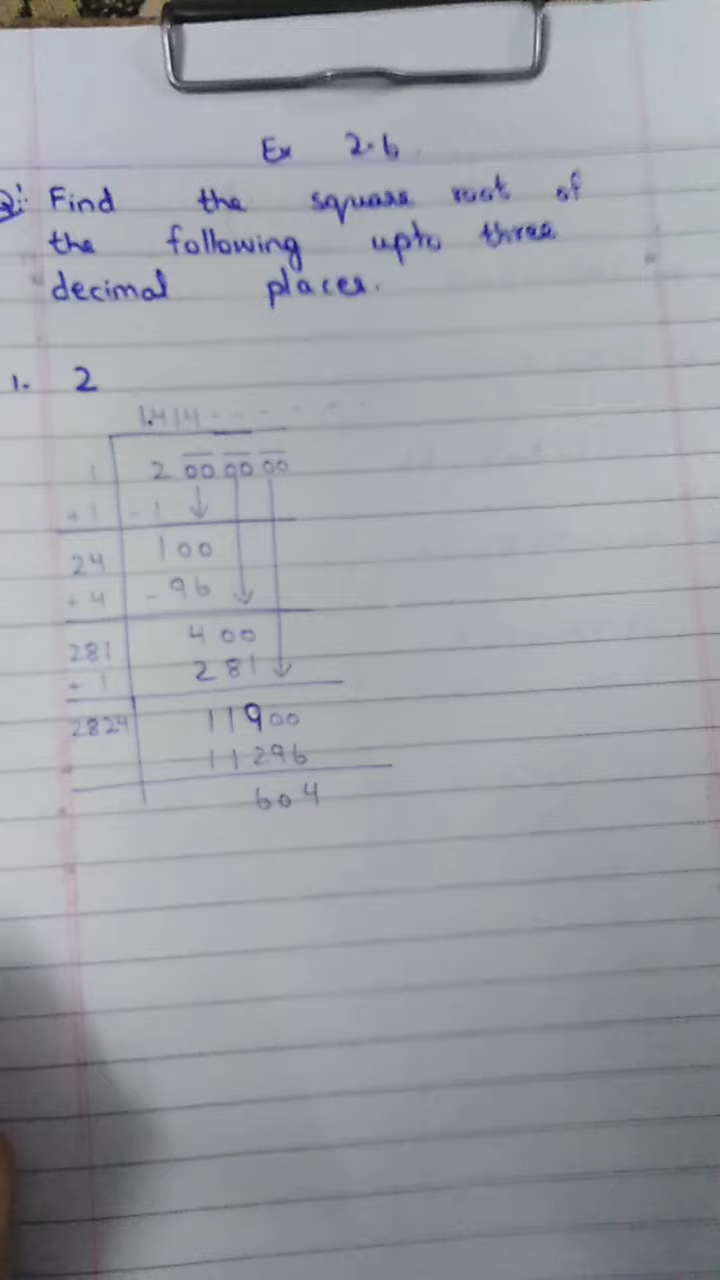 Ex 2.6
Q: Find the square root of
the following upto three
decimal places.
1. 2
1.414 - - - - - -
1 2 00 00 00
+1 -1
24 100
+4 -96
281 400
+1 281
2824 11900
11296
604